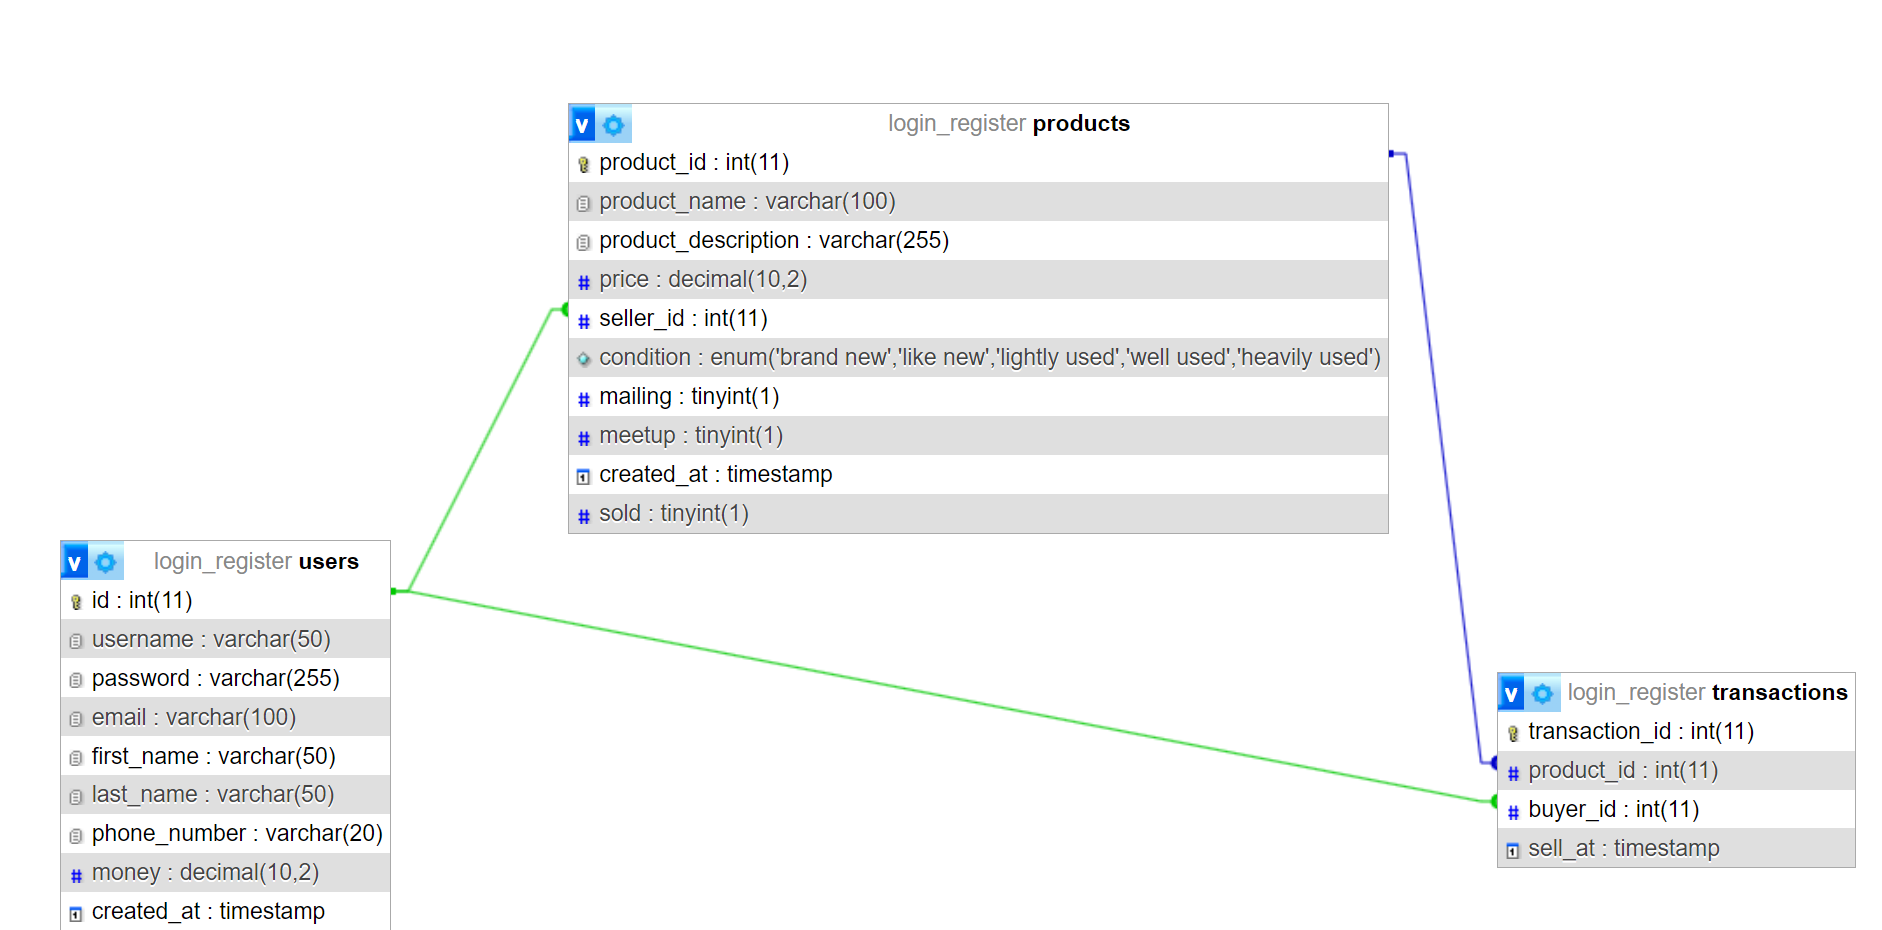 v login_register products
product_id : int(11)
product_name : varchar(100)
product_description : varchar(255)
# price : decimal(10,2)
# seller_id : int(11)
condition : enum('brand new','like new','lightly used','well used','heavily used')
# mailing : tinyint(1)
# meetup : tinyint(1)
created_at : timestamp
# sold : tinyint(1)
v login_register users
id : int(11)
username : varchar(50)
password : varchar(255)
email : varchar(100)
first_name : varchar(50)
last_name : varchar(50)
phone_number : varchar(20)
# money : decimal(10,2)
created_at : timestamp
v login_register transactions
transaction_id : int(11)
# product_id : int(11)
# buyer_id : int(11)
sell_at : timestamp